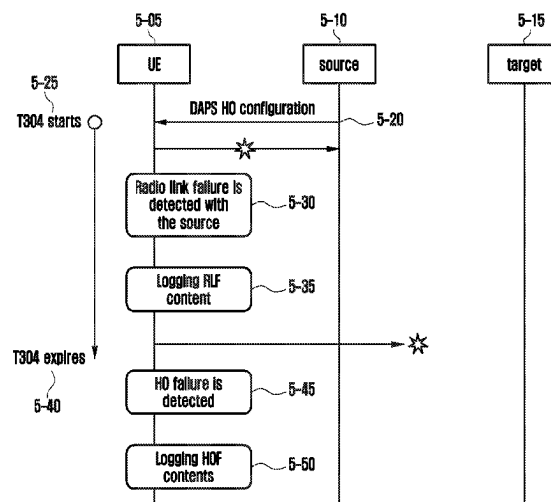 5-05
5-10
5-15
UE
source
target
5-25
T304 starts
DAPS HO configuration
5-20
Radio link failure is
detected with
the source
5-30
Logging RLF
content
5-35
T304 expires
5-40
HO failure is
detected
5-45
Logging HOF
contents
5-50